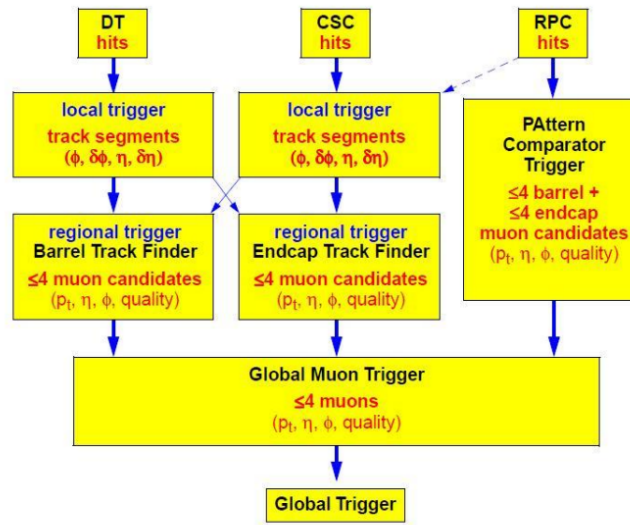 DT
hits
CSC
hits
RPC
hits
local trigger
track segments
(ϕ, δϕ, η, δη)
local trigger
track segments
(ϕ, δϕ, η, δη)
PAttern
Comparator
Trigger
≤4 barrel +
≤4 endcap
muon candidates
(pt, η, ϕ, quality)
regional trigger
Barrel Track Finder
≤4 muon candidates
(pt, η, ϕ, quality)
regional trigger
Endcap Track Finder
≤4 muon candidates
(pt, η, ϕ, quality)
Global Muon Trigger
≤4 muons
(pt, η, ϕ, quality)
Global Trigger